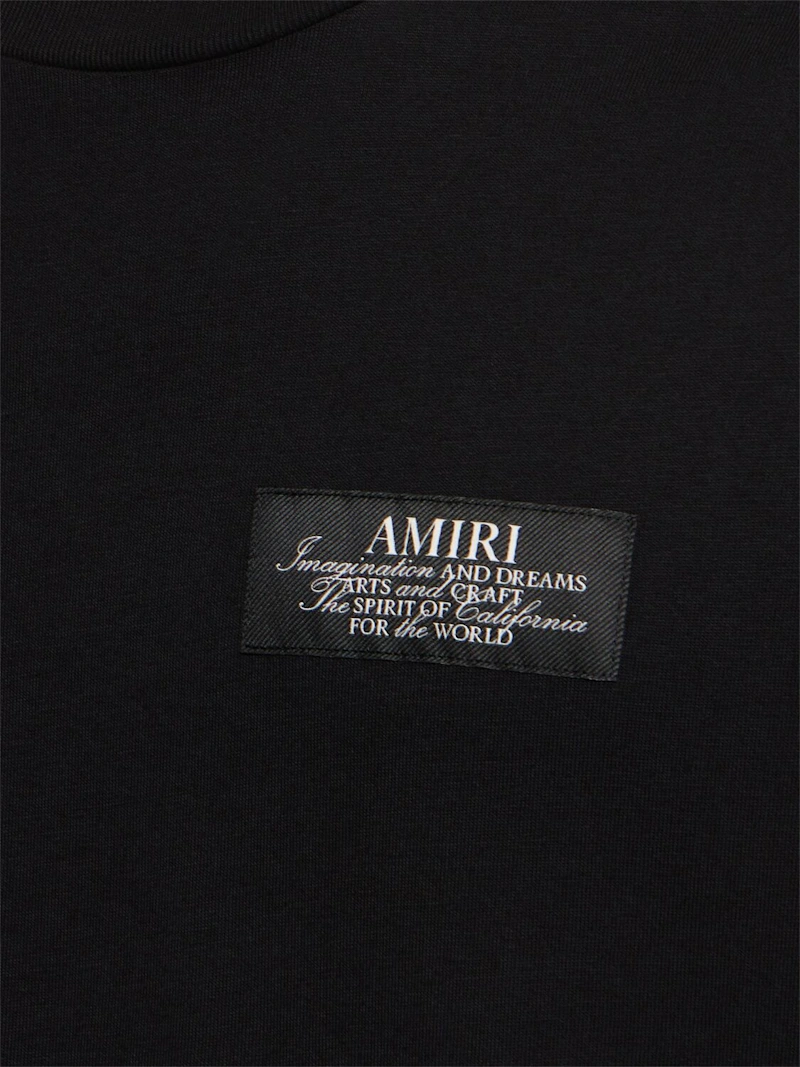 AMIRI
Imagination AND DREAMS
ARTS and CRAFT
The SPIRIT OF California
FOR the WORLD